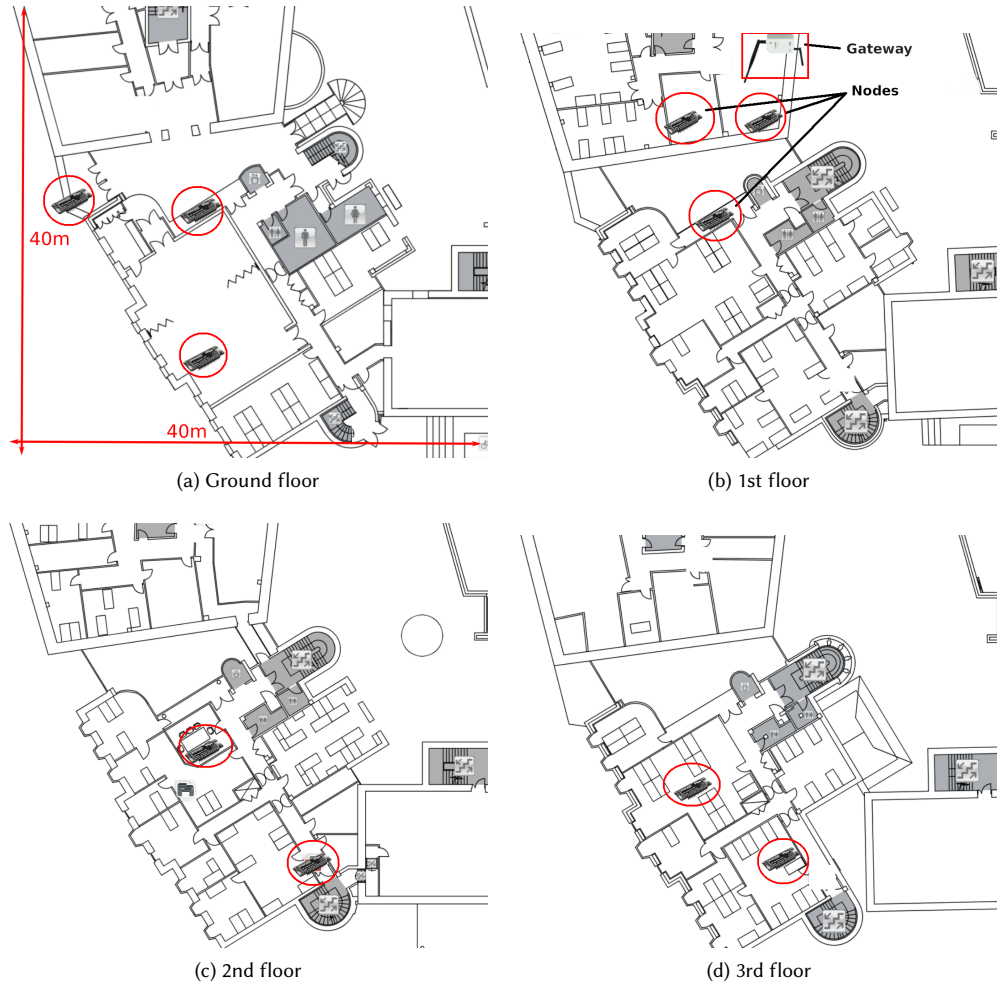 40m
40m
(a) Ground floor
Gateway
Nodes
(b) 1st floor
(c) 2nd floor
(d) 3rd floor